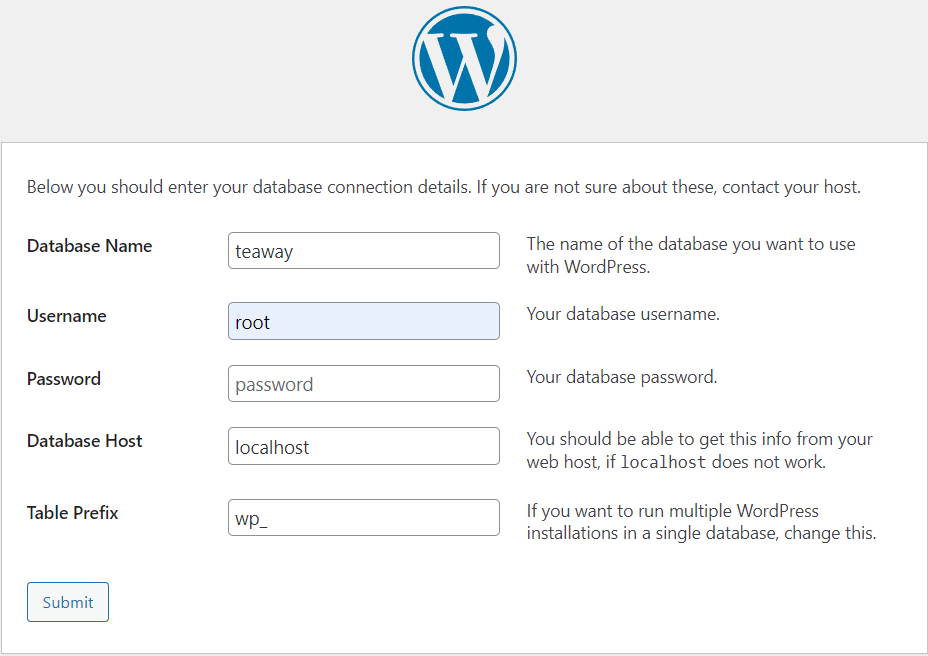 Below you should enter your database connection details. If you are not sure about these, contact your host.
Database Name
teaway
The name of the database you want to use
with WordPress.
Username
root
Your database username.
Password
password
Your database password.
Database Host
localhost
You should be able to get this info from your
web host, if localhost does not work.
Table Prefix
wp_
If you want to run multiple WordPress
installations in a single database, change this.
Submit